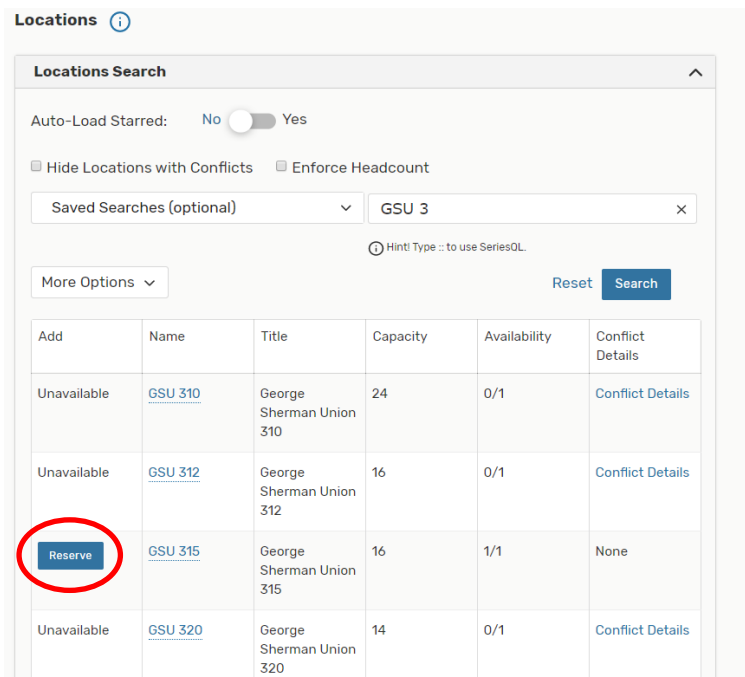 Locations
Locations Search
Auto-Load Starred: No Yes
Hide Locations with Conflicts Enforce Headcount
Saved Searches (optional) GSU 3
Hint! Type :: to use SeriesQL.
More Options Reset Search
Add Name Title Capacity Availability Conflict
Details
Unavailable GSU 310 George 24 0/1 Conflict Details
Sherman Union
310
Unavailable GSU 312 George 16 0/1 Conflict Details
Sherman Union
312
Reserve GSU 315 George 16 1/1 None
Sherman Union
315
Unavailable GSU 320 George 14 0/1 Conflict Details
Sherman Union
320